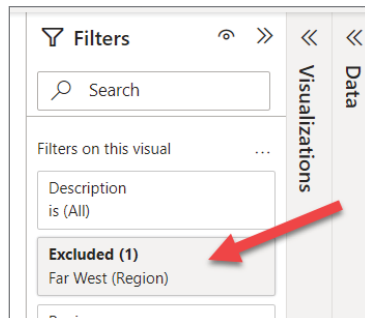 Filters
Search
Filters on this visual
...
Description
is (All)
Excluded (1)
Far West (Region)
Visualizations
Data